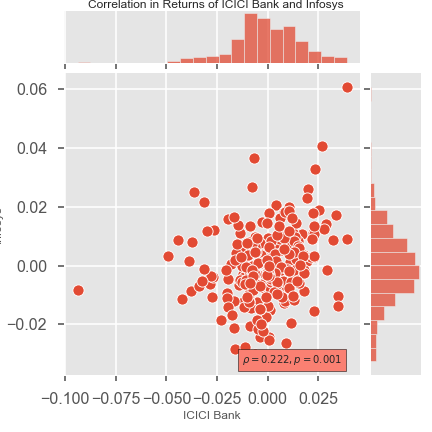 Correlation in Returns of ICICI Bank and Infosys
0.06
0.04
0.02
0.00
−0.02
ρ = 0.222, p = 0.001
−0.100 −0.075 −0.050 −0.025 0.000 0.025
ICICI Bank